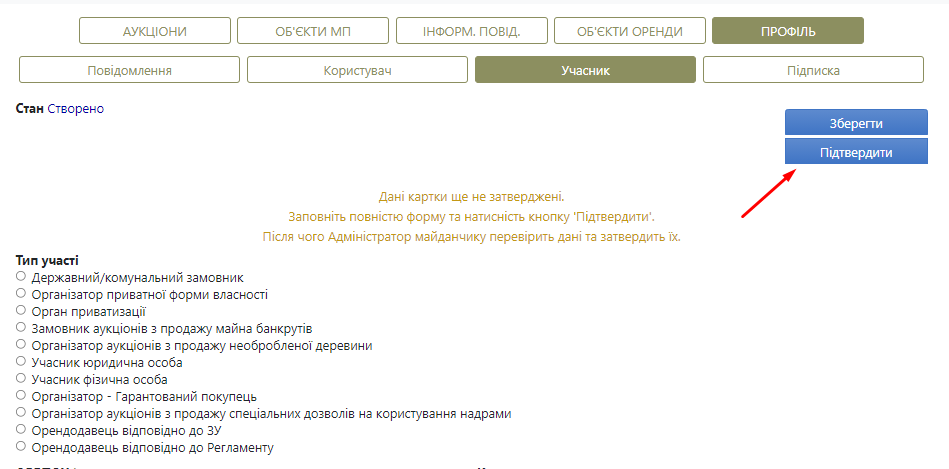 АУКЦІОНИ
ОБ'ЄКТИ МП
ІНФОРМ. ПОВІД.
ОБ'ЄКТИ ОРЕНДИ
ПРОФІЛЬ
Повідомлення
Користувач
Учасник
Підписка
Стан Створено
Зберегти
Підтвердити
Дані картки ще не затверджені.
Заповніть повністю форму та натисність кнопку 'Підтвердити'.
Після чого Адміністратор майданчику перевірить дані та затвердить їх.
Тип участі
Державний/комунальний замовник
Організатор приватної форми власності
Орган приватизації
Замовник аукціонів з продажу майна банкрутів
Організатор аукціонів з продажу необробленої деревини
Учасник юридична особа
Учасник фізична особа
Організатор - Гарантований покупець
Організатор аукціонів з продажу спеціальних дозволів на користування надрами
Орендодавець відповідно до ЗУ
Орендодавець відповідно до Регламенту